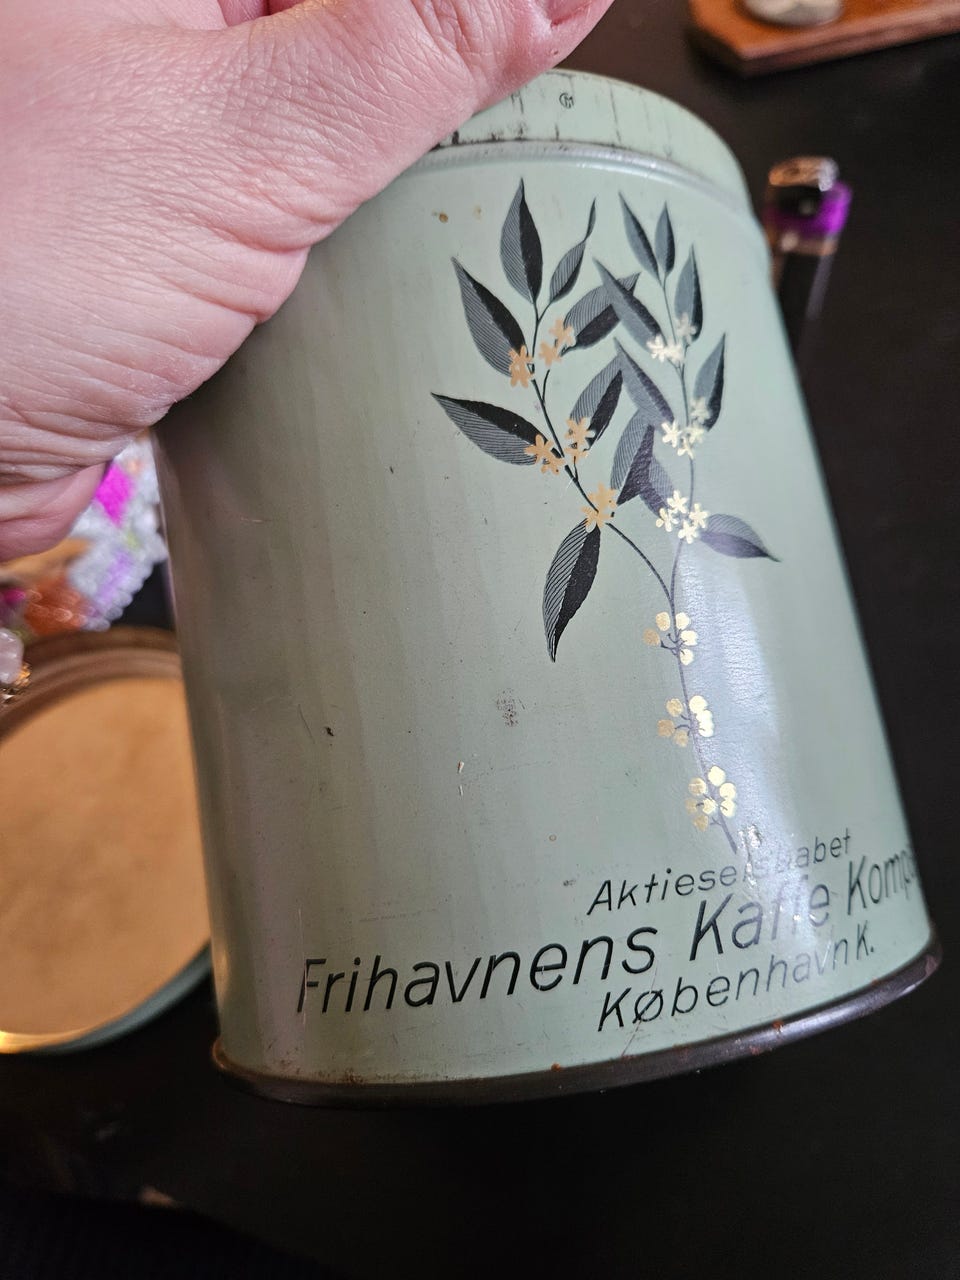 Aktieselskabet
Frihavnens Kaffe
København K.